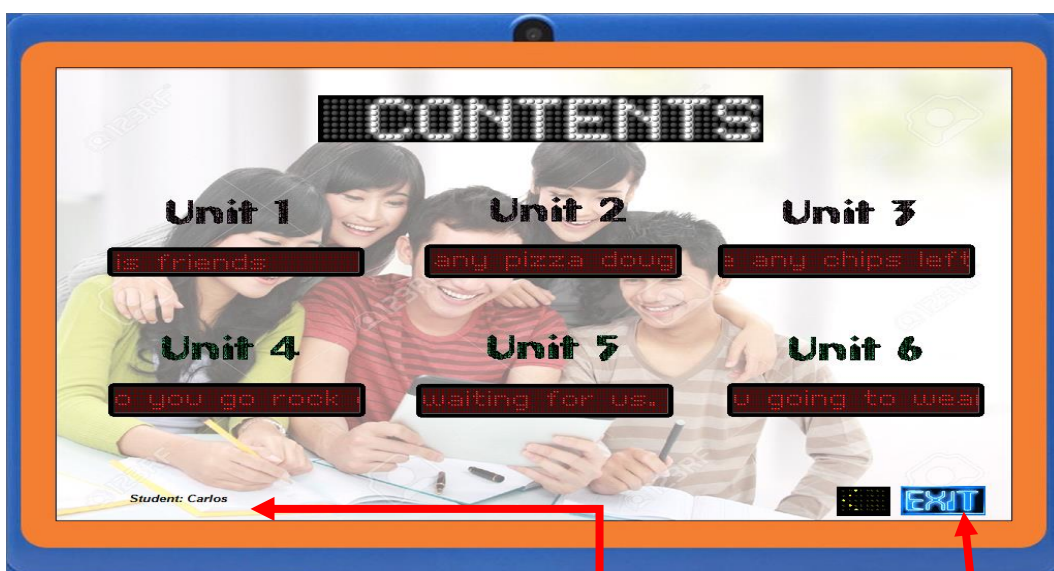 CONTENTS
Unit 1
Unit 2
Unit 3
is friends
any pizza doug
e any chips left
Unit 4
Unit 5
Unit 6
o you go rock
waiting for us.
u going to wear
Student: Carlos
EXIT